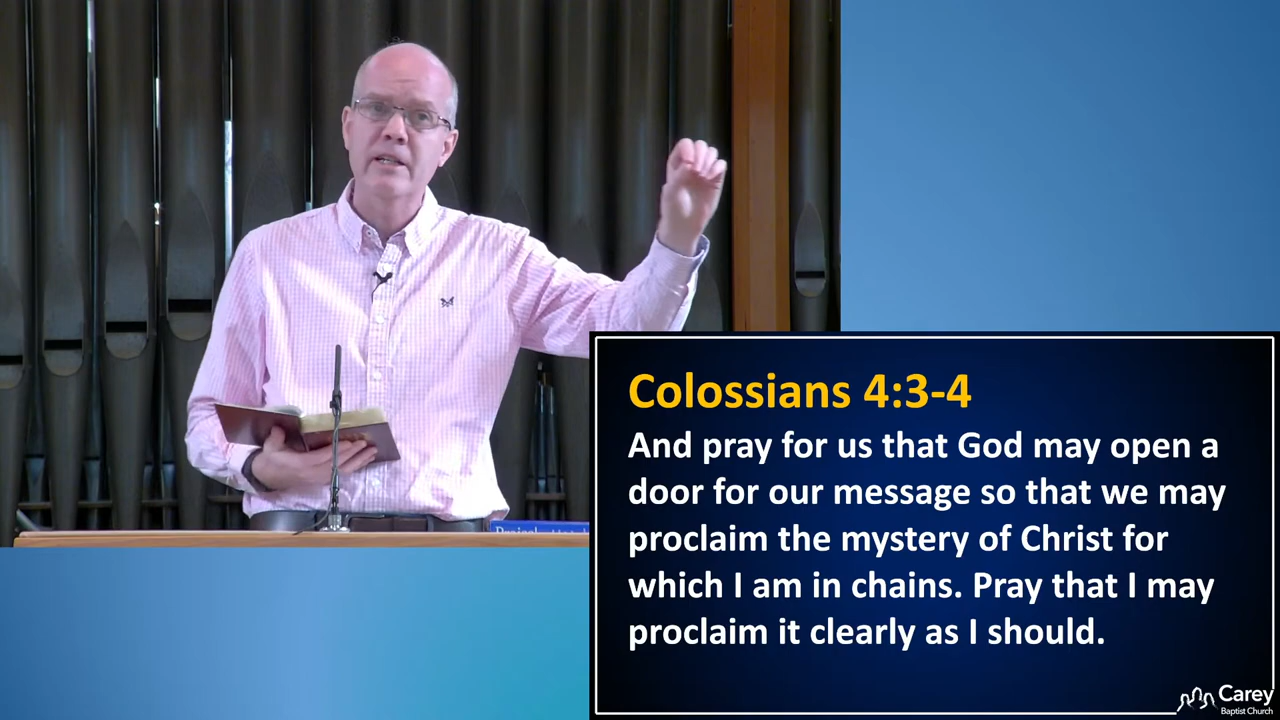 Colossians 4:3-4
And pray for us that God may open a
door for our message so that we may
proclaim the mystery of Christ for
which I am in chains. Pray that I may
proclaim it clearly as I should.
Carey
Baptist Church